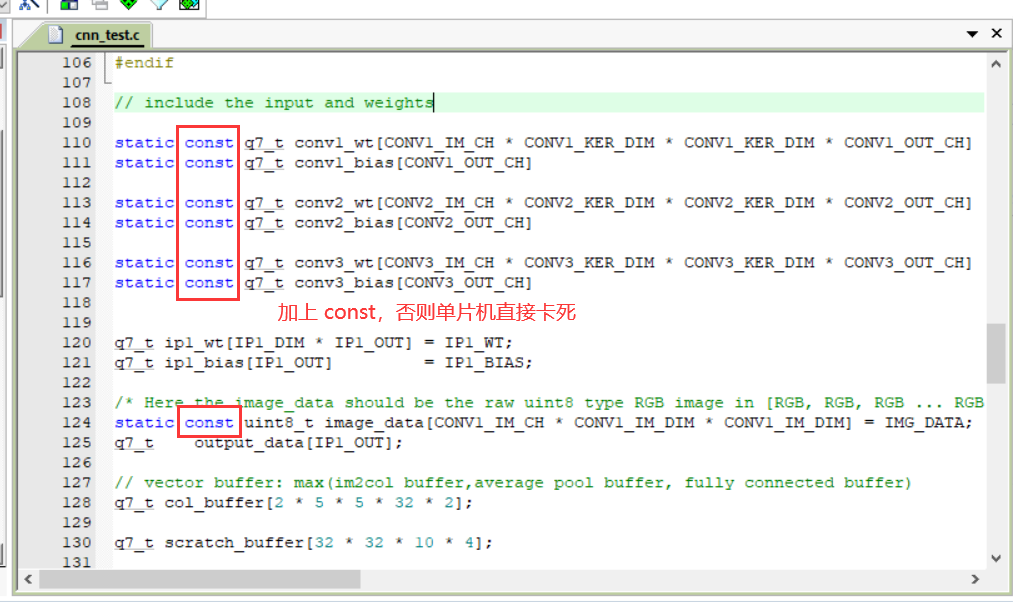 cnn_test.c
106 #endif
107
108 // include the input and weights
109
110 static const q7_t conv1_wt[CONV1_IM_CH * CONV1_KER_DIM * CONV1_KER_DIM * CONV1_OUT_CH]
111 static const q7_t conv1_bias[CONV1_OUT_CH]
112
113 static const q7_t conv2_wt[CONV2_IM_CH * CONV2_KER_DIM * CONV2_KER_DIM * CONV2_OUT_CH]
114 static const q7_t conv2_bias[CONV2_OUT_CH]
115
116 static const q7_t conv3_wt[CONV3_IM_CH * CONV3_KER_DIM * CONV3_KER_DIM * CONV3_OUT_CH]
117 static const q7_t conv3_bias[CONV3_OUT_CH]
118
加上 const，否则单片机直接卡死
119
120 q7_t ip1_wt[IP1_DIM * IP1_OUT] = IP1_WT;
121 q7_t ip1_bias[IP1_OUT] = IP1_BIAS;
122
123 /* Here the image_data should be the raw uint8 type RGB image in [RGB, RGB, RGB ... RGB
124 static const uint8_t image_data[CONV1_IM_CH * CONV1_IM_DIM * CONV1_IM_DIM] = IMG_DATA;
125 q7_t output_data[IP1_OUT];
126
127 // vector buffer: max(im2col buffer,average pool buffer, fully connected buffer)
128 q7_t col_buffer[2 * 5 * 5 * 32 * 2];
129
130 q7_t scratch_buffer[32 * 32 * 10 * 4];
131